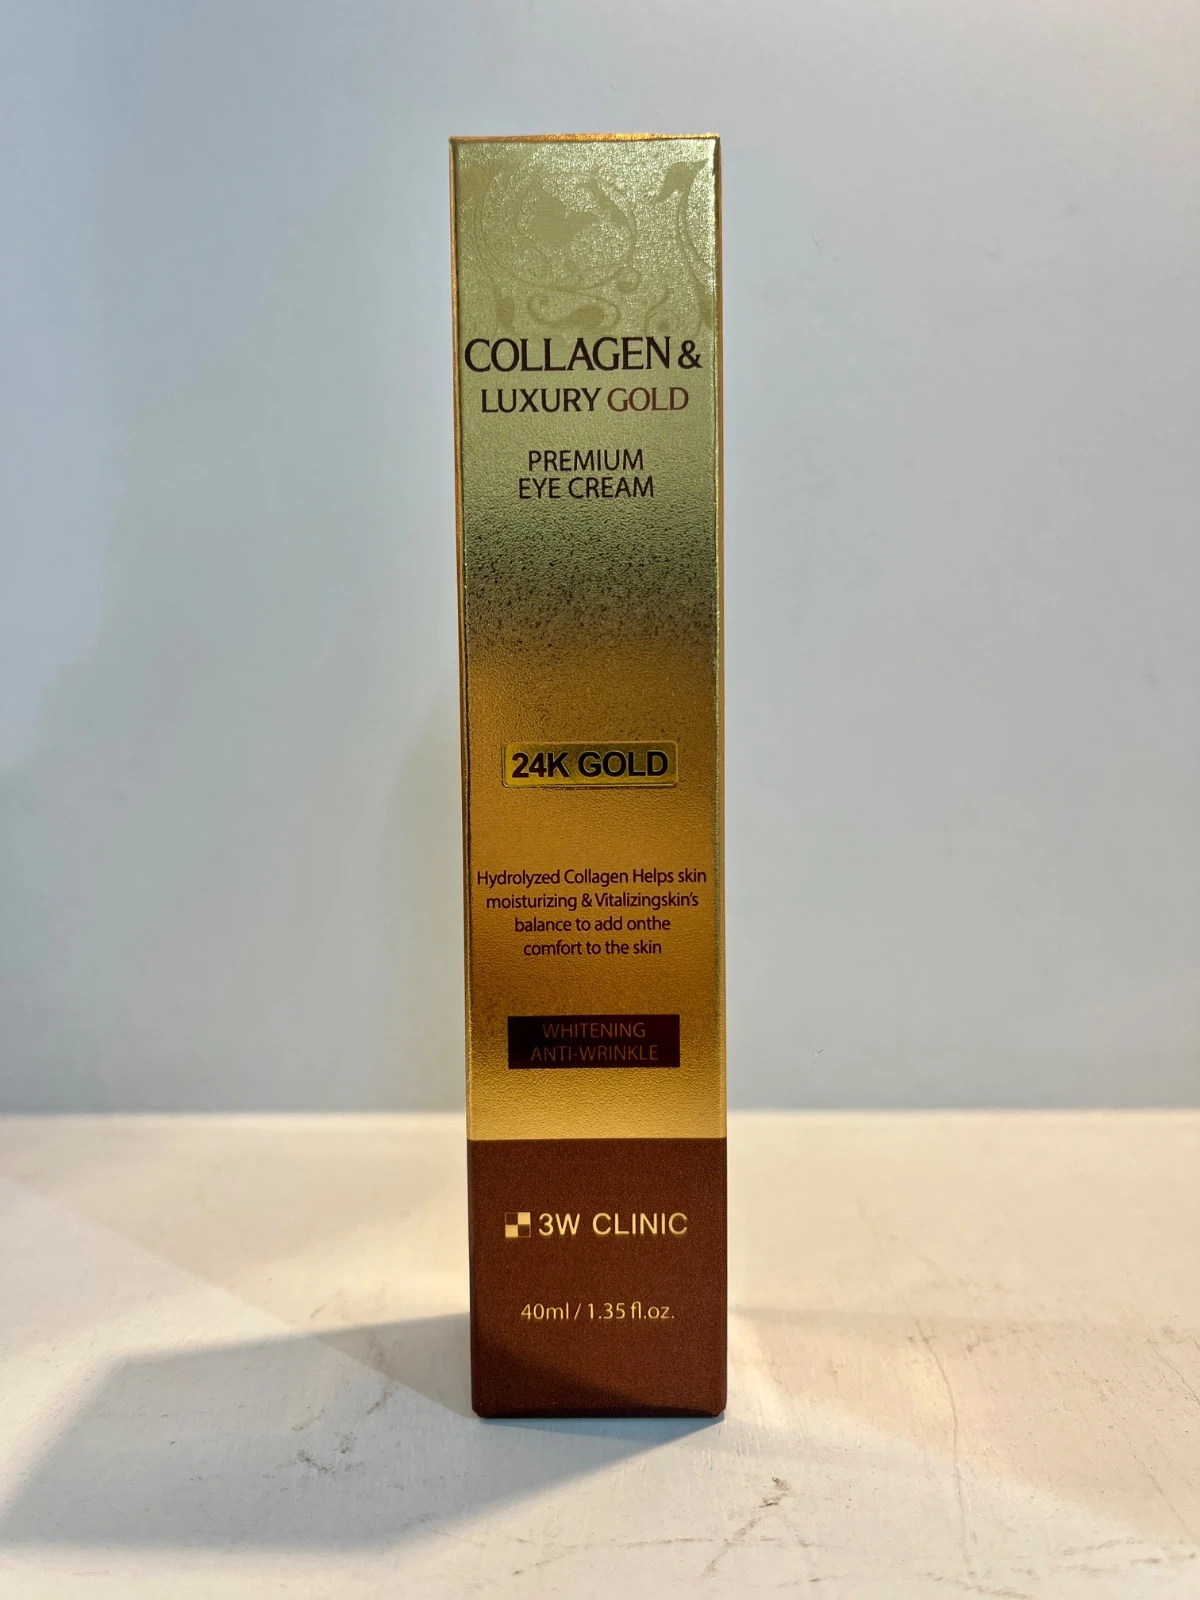 COLLAGEN &
LUXURY GOLD
PREMIUM
EYE CREAM
24K GOLD
Hydrolyzed Collagen Helps skin
moisturizing & Vitalizingskin's
balance to add onthe
comfort to the skin
WHITENING
ANTI-WRINKLE
3W CLINIC
40ml / 1.35 fl.oz.